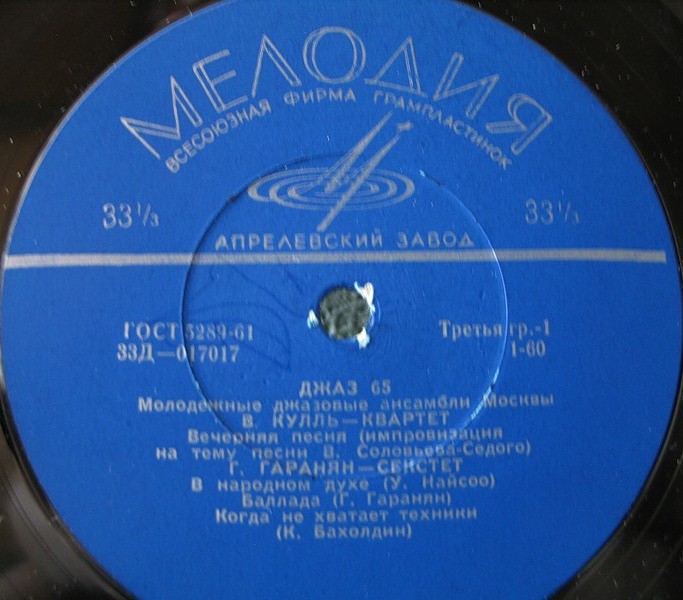 МЕЛОДИЯ
ВСЕСОЮЗНАЯ ФИРМА ГРАМПЛАСТИНОК
33⅓ 33⅓
АПРЕЛЕВСКИЙ ЗАВОД
ГОСТ 5289-61 Третья гр.-1
33Д—017017 1-60
ДЖАЗ 65
Молодежные джазовые ансамбли Москвы
В. КУЛЛЬ—КВАРТЕТ
Вечерняя песня (импровизация
на тему песни В. Соловьева-Седого)
Г. ГАРАНЯН—СЕКСТЕТ
В народном духе (У. Найсоо)
Баллада (Г. Гаранян)
Когда не хватает техники
(К. Бахолдин)